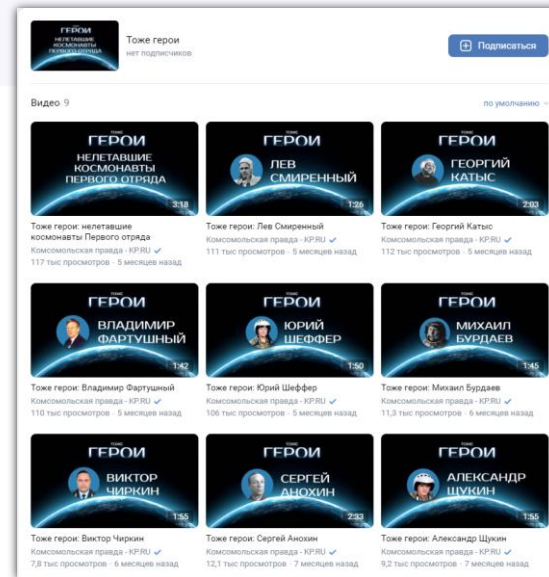 ТОЖЕ
ГЕРОИ
НЕЛЕТАВШИЕ
КОСМОНАВТЫ
ПЕРВОГО ОТРЯДА
Тоже герои
нет подписчиков
Подписаться
Видео 9
по умолчанию
ТОЖЕ
ГЕРОИ
НЕЛЕТАВШИЕ
КОСМОНАВТЫ
ПЕРВОГО ОТРЯДА
3:18
ТОЖЕ
ГЕРОИ
ЛЕВ
СМИРЕННЫЙ
1:26
ТОЖЕ
ГЕРОИ
ГЕОРГИЙ
КАТЫС
2:03
Тоже герои: нелетавшие
космонавты Первого отряда
Комсомольская правда - KP.RU
117 тыс просмотров · 5 месяцев назад
Тоже герои: Лев Смиренный
Комсомольская правда - KP.RU
111 тыс просмотров · 5 месяцев назад
Тоже герои: Георгий Катыс
Комсомольская правда - KP.RU
112 тыс просмотров · 5 месяцев назад
ТОЖЕ
ГЕРОИ
ВЛАДИМИР
ФАРТУШНЫЙ
1:42
ТОЖЕ
ГЕРОИ
ЮРИЙ
ШЕФФЕР
1:50
ТОЖЕ
ГЕРОИ
МИХАИЛ
БУРДАЕВ
1:45
Тоже герои: Владимир Фартушный
Комсомольская правда - KP.RU
110 тыс просмотров · 5 месяцев назад
Тоже герои: Юрий Шеффер
Комсомольская правда - KP.RU
106 тыс просмотров · 5 месяцев назад
Тоже герои: Михаил Бурдаев
Комсомольская правда - KP.RU
11,3 тыс просмотров · 6 месяцев назад
ТОЖЕ
ГЕРОИ
ВИКТОР
ЧИРКИН
1:55
ТОЖЕ
ГЕРОИ
СЕРГЕЙ
АНОХИН
2:33
ТОЖЕ
ГЕРОИ
АЛЕКСАНДР
ЩУКИН
1:55
Тоже герои: Виктор Чиркин
Комсомольская правда - KP.RU
7,8 тыс просмотров · 6 месяцев назад
Тоже герои: Сергей Анохин
Комсомольская правда - KP.RU
12,1 тыс просмотров · 7 месяцев назад
Тоже герои: Александр Щукин
Комсомольская правда - KP.RU
9,2 тыс просмотров · 7 месяцев назад